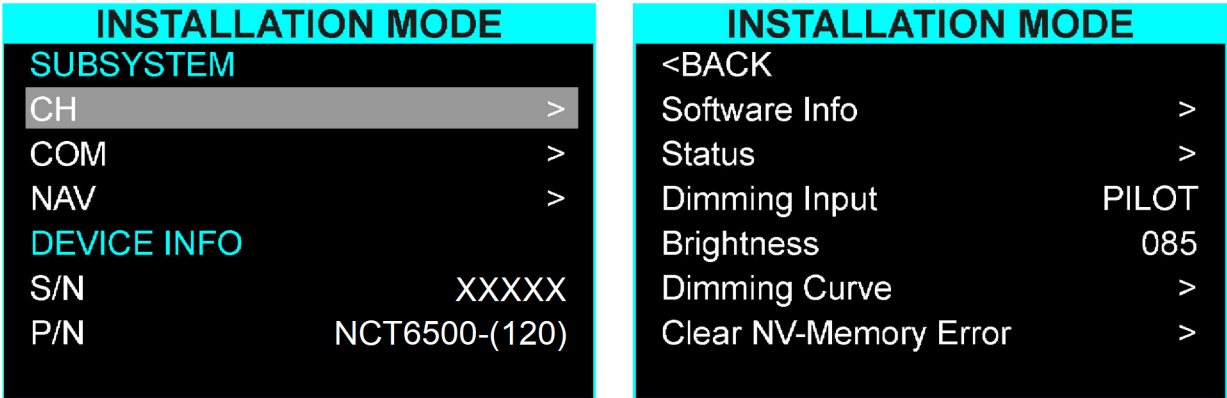 INSTALLATION MODE
SUBSYSTEM
CH >
COM >
NAV >
DEVICE INFO
S/N XXXXX
P/N NCT6500-(120)
INSTALLATION MODE
<BACK
Software Info >
Status >
Dimming Input PILOT
Brightness 085
Dimming Curve >
Clear NV-Memory Error >